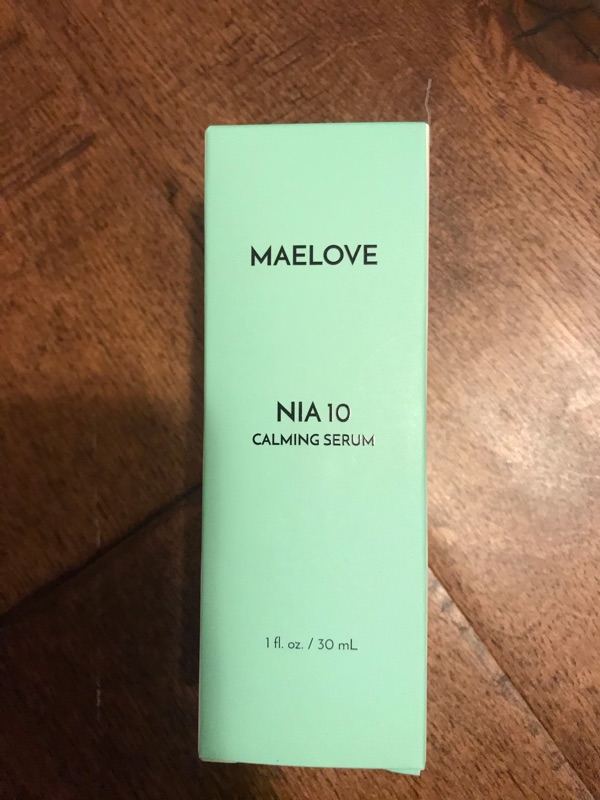 MAELOVE
NIA 10
CALMING SERUM
1 fl. oz. / 30 mL